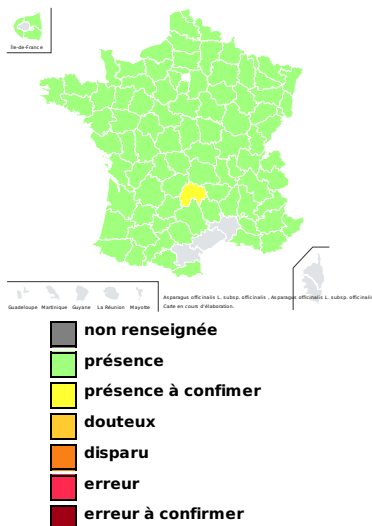 Île-de-France
Guadeloupe Martinique Guyane La Réunion Mayotte
Asparagus officinalis L. subsp. officinalis , Asparagus officinalis L. subsp. officinalis
Carte en cours d'élaboration.
non renseignée
présence
présence à confimer
douteux
disparu
erreur
erreur à confirmer